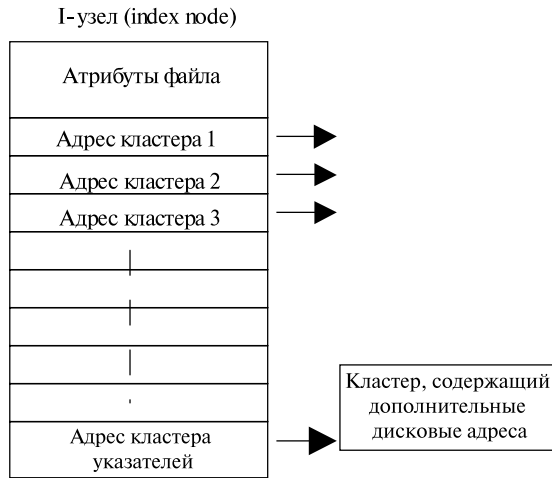 I-узел (index node)
Атрибуты файла
Адрес кластера 1
Адрес кластера 2
Адрес кластера 3
Адрес кластера
указателей
Кластер, содержащий
дополнительные
дисковые адреса